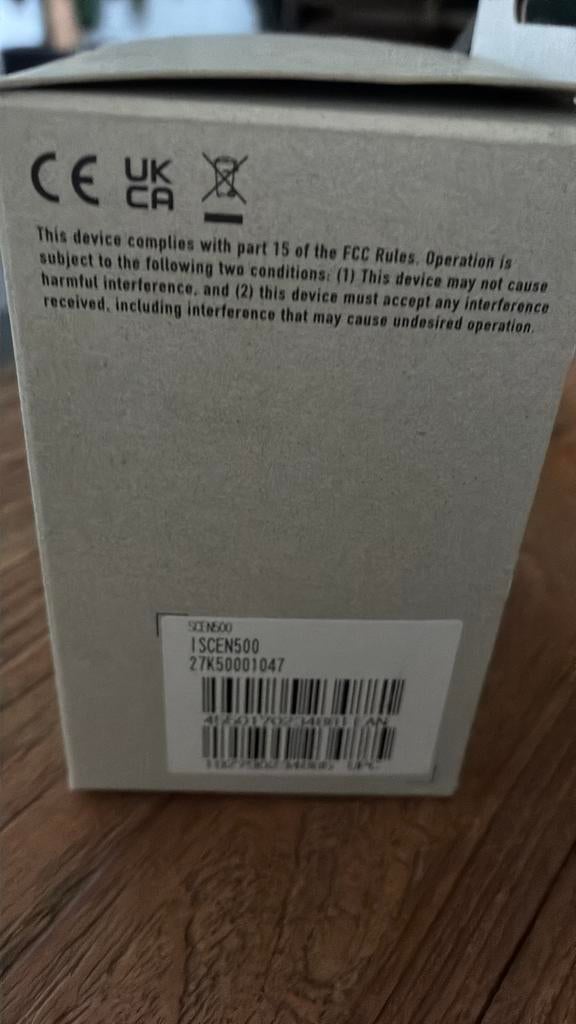 CE UK
CA
This device complies with part 15 of the FCC Rules. Operation is
subject to the following two conditions: (1) This device may not cause
harmful interference, and (2) this device must accept any interference
received, including interference that may cause undesired operation.
SCEN500
ISCEN500
27K50001047
EAN
UPC